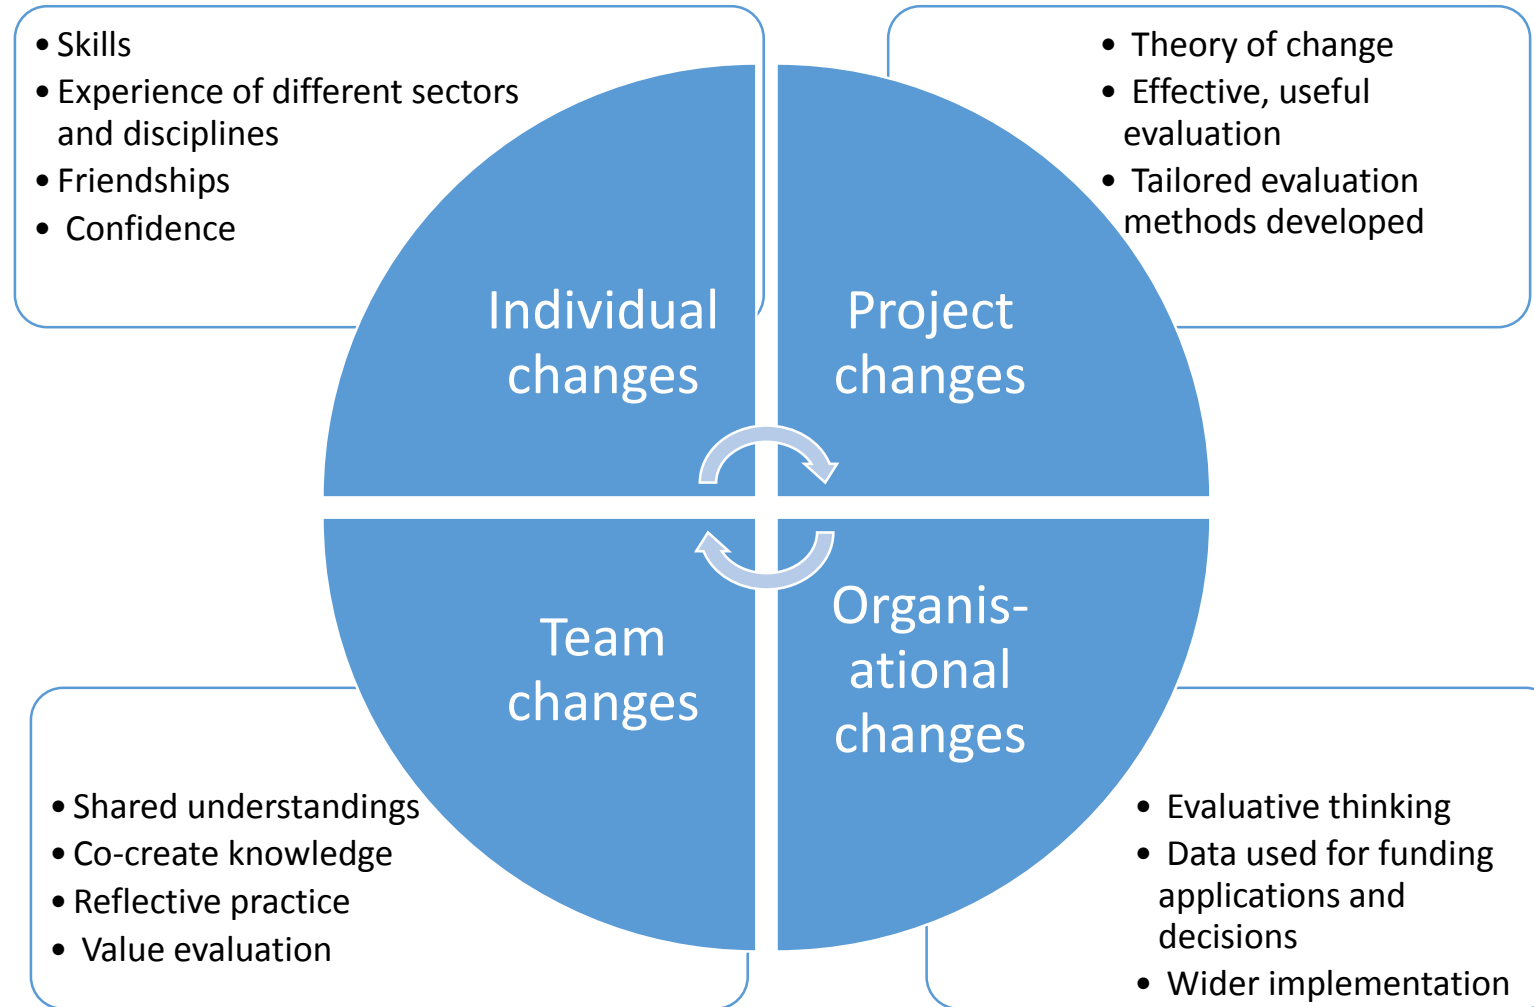 • Skills
• Experience of different sectors
and disciplines
• Friendships
• Confidence
• Theory of change
• Effective, useful
evaluation
• Tailored evaluation
methods developed
Individual
changes
Project
changes
Team
changes
Organis-
ational
changes
• Shared understandings
• Co-create knowledge
• Reflective practice
• Value evaluation
• Evaluative thinking
• Data used for funding
applications and
decisions
• Wider implementation